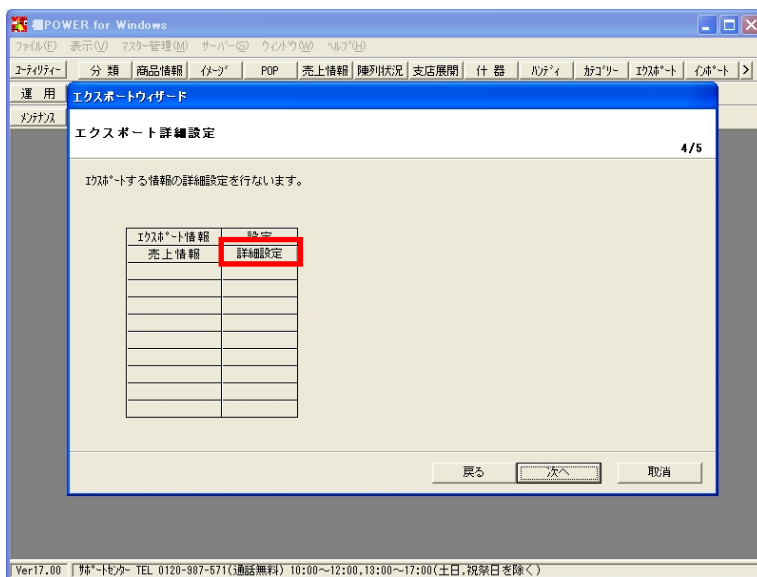 棚POWER for Windows
ファイル(F) 表示(V) マスター管理(M) サーバー(S) ウィンドウ(W) ヘルプ(H)
ユーティリティー 分類 商品情報 イメージ POP 売上情報 陳列状況 支店展開 什器 ハンディ カテゴリー エクスポート インポート >
運用
メンテナンス
エクスポートウィザード
エクスポート詳細設定
4/5
エクスポートする情報の詳細設定を行ないます。
エクスポート情報 設定
売上情報 詳細設定
戻る 次へ 取消
Ver17.00 サポートセンター TEL 0120-987-571(通話無料) 10:00～12:00,13:00～17:00(土日,祝祭日を除く)